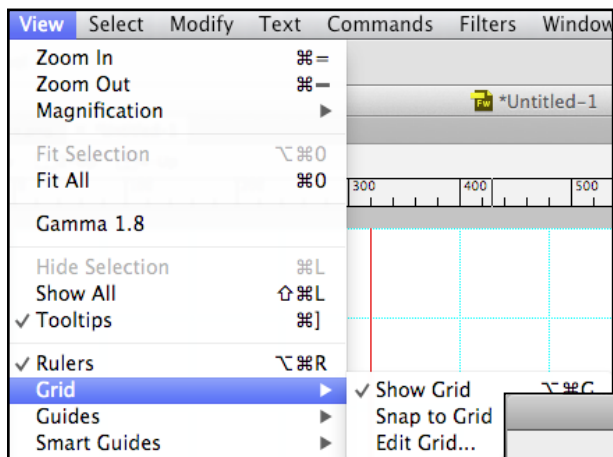 View Select Modify Text Commands Filters Window
Zoom In ⌘=
Zoom Out ⌘−
Magnification ▶
Fw *Untitled-1
Fit Selection ⌥⌘0
Fit All ⌘0
300 400 500
Gamma 1.8
Hide Selection ⌘L
Show All ⇧⌘L
✓ Tooltips ⌘]
✓ Rulers ⌥⌘R
Grid ▶ ✓ Show Grid ⌥⌘G
Guides ▶ Snap to Grid
Smart Guides ▶ Edit Grid...